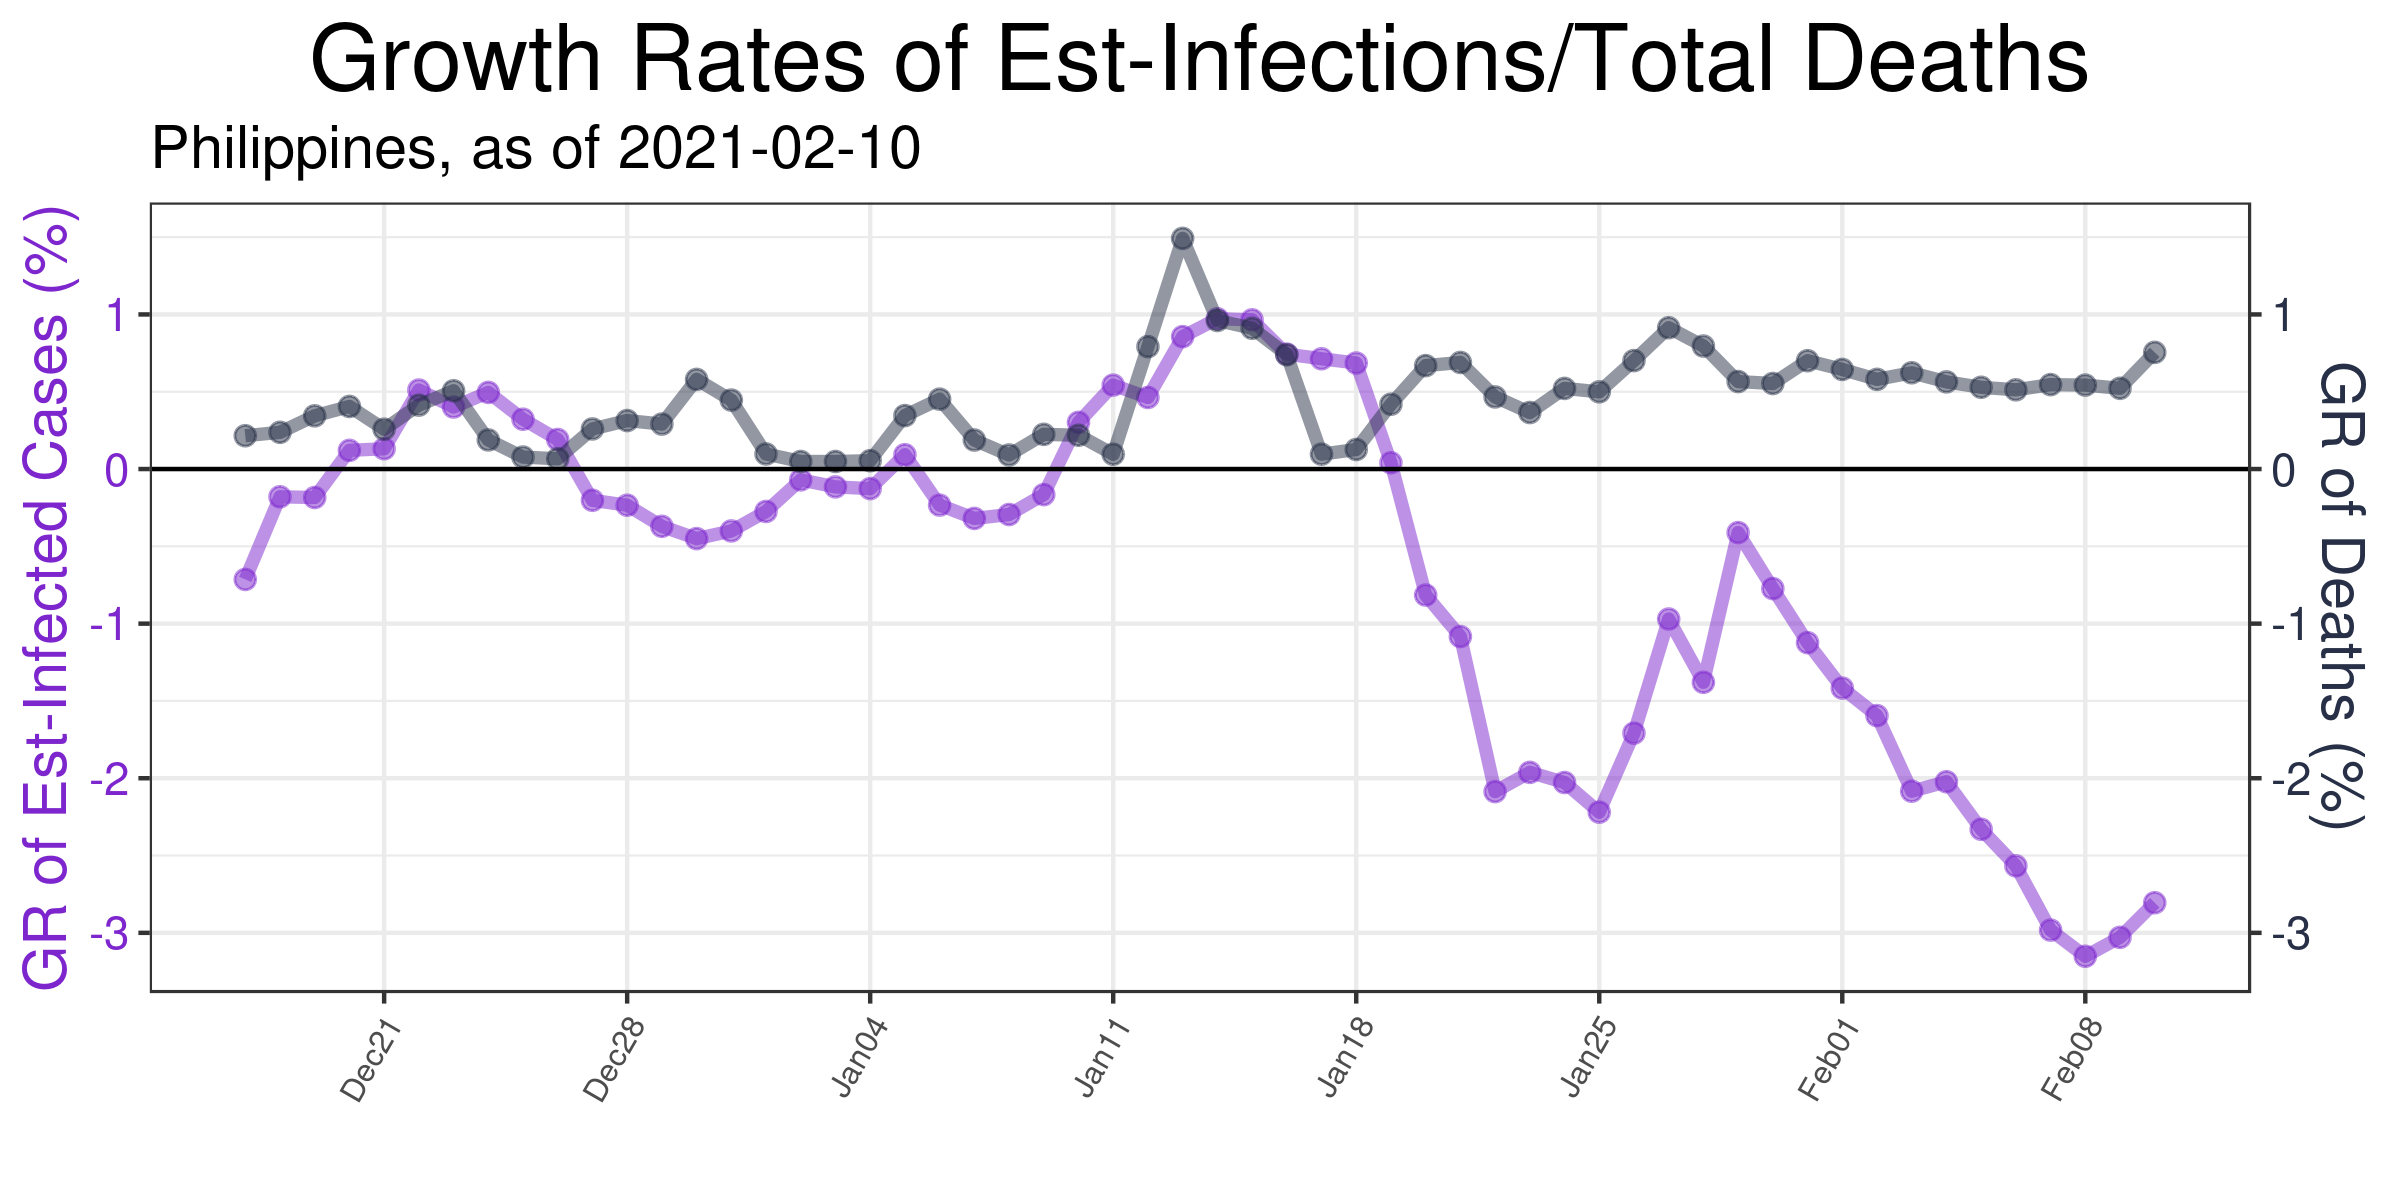 Growth Rates of Est-Infections/Total Deaths
Philippines, as of 2021-02-10
GR of Est-Infected Cases (%)
1
0
-1
-2
-3
1
0
-1
-2
-3
GR of Deaths (%)
Dec21
Dec28
Jan04
Jan11
Jan18
Jan25
Feb01
Feb08